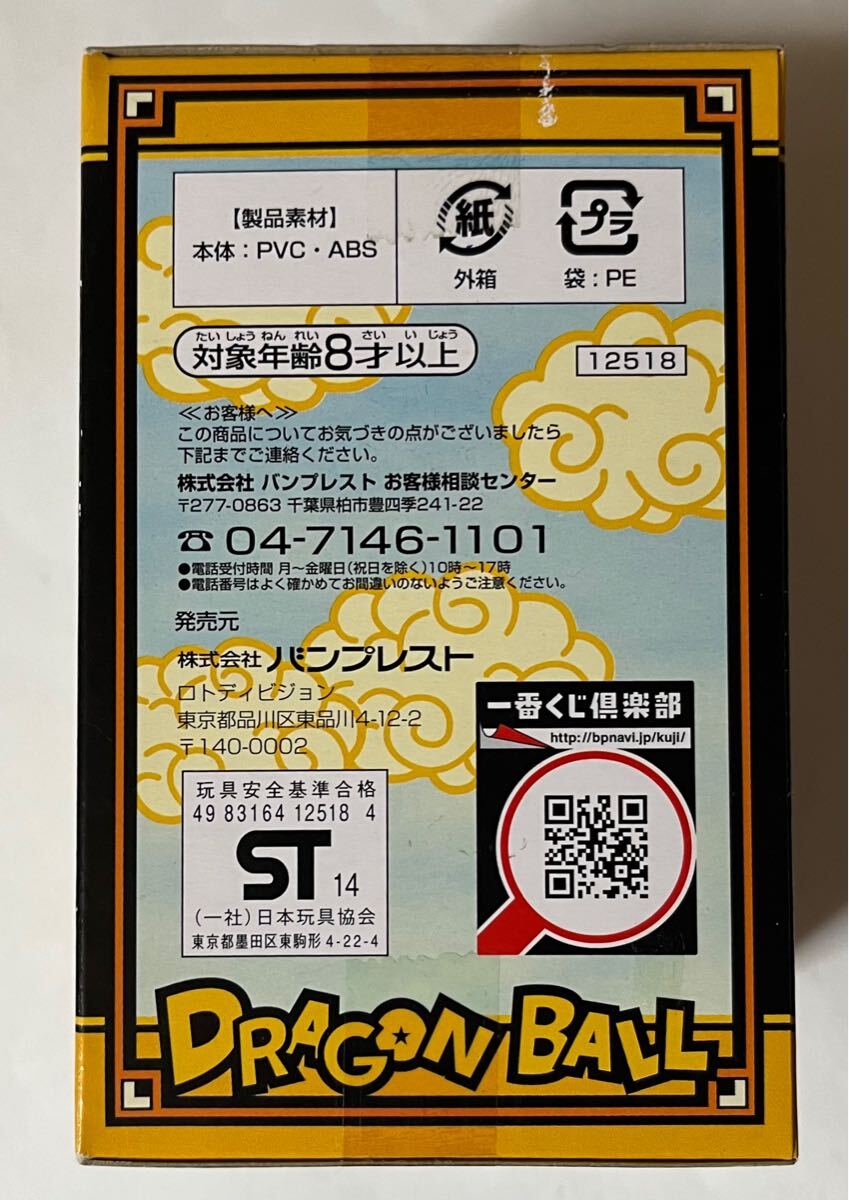 【製品素材】
本体：PVC・ABS
紙
外箱
プラ
袋：PE
たいしょうねんれい さいいじょう
対象年齢8才以上
12518
≪お客様へ≫
この商品についてお気づきの点がございましたら
下記までご連絡ください。
株式会社 バンプレスト お客様相談センター
〒277-0863 千葉県柏市豊四季241-22
☎ 04-7146-1101
●電話受付時間 月～金曜日(祝日を除く)10時～17時
●電話番号はよく確かめてお間違いのないようご注意ください。
発売元
株式会社 バンプレスト
ロトディビジョン
東京都品川区東品川4-12-2
〒140-0002
一番くじ倶楽部
http://bpnavi.jp/kuji/
玩具安全基準合格
49 83164 12518 4
ST 14
(一社)日本玩具協会
東京都墨田区東駒形4-22-4
DRAGON BALL